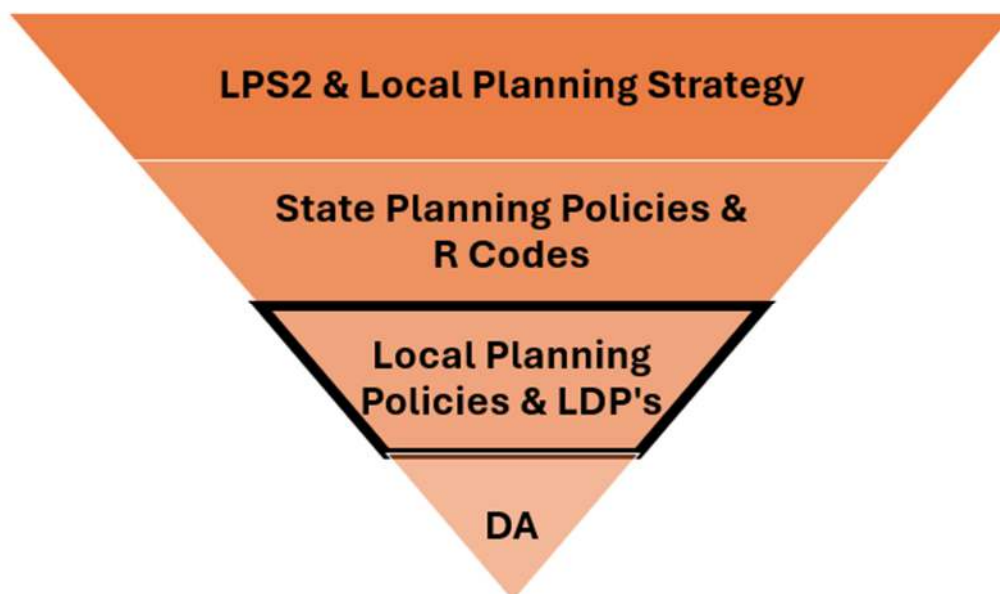 LPS2 & Local Planning Strategy
State Planning Policies &
R Codes
Local Planning
Policies & LDP's
DA